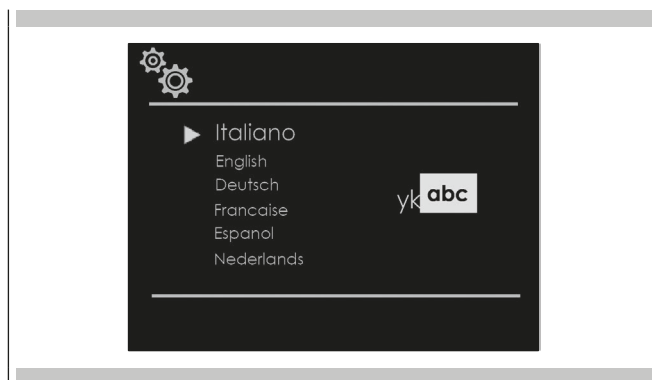 Italiano
English
Deutsch
Francaise
yk abc
Espanol
Nederlands